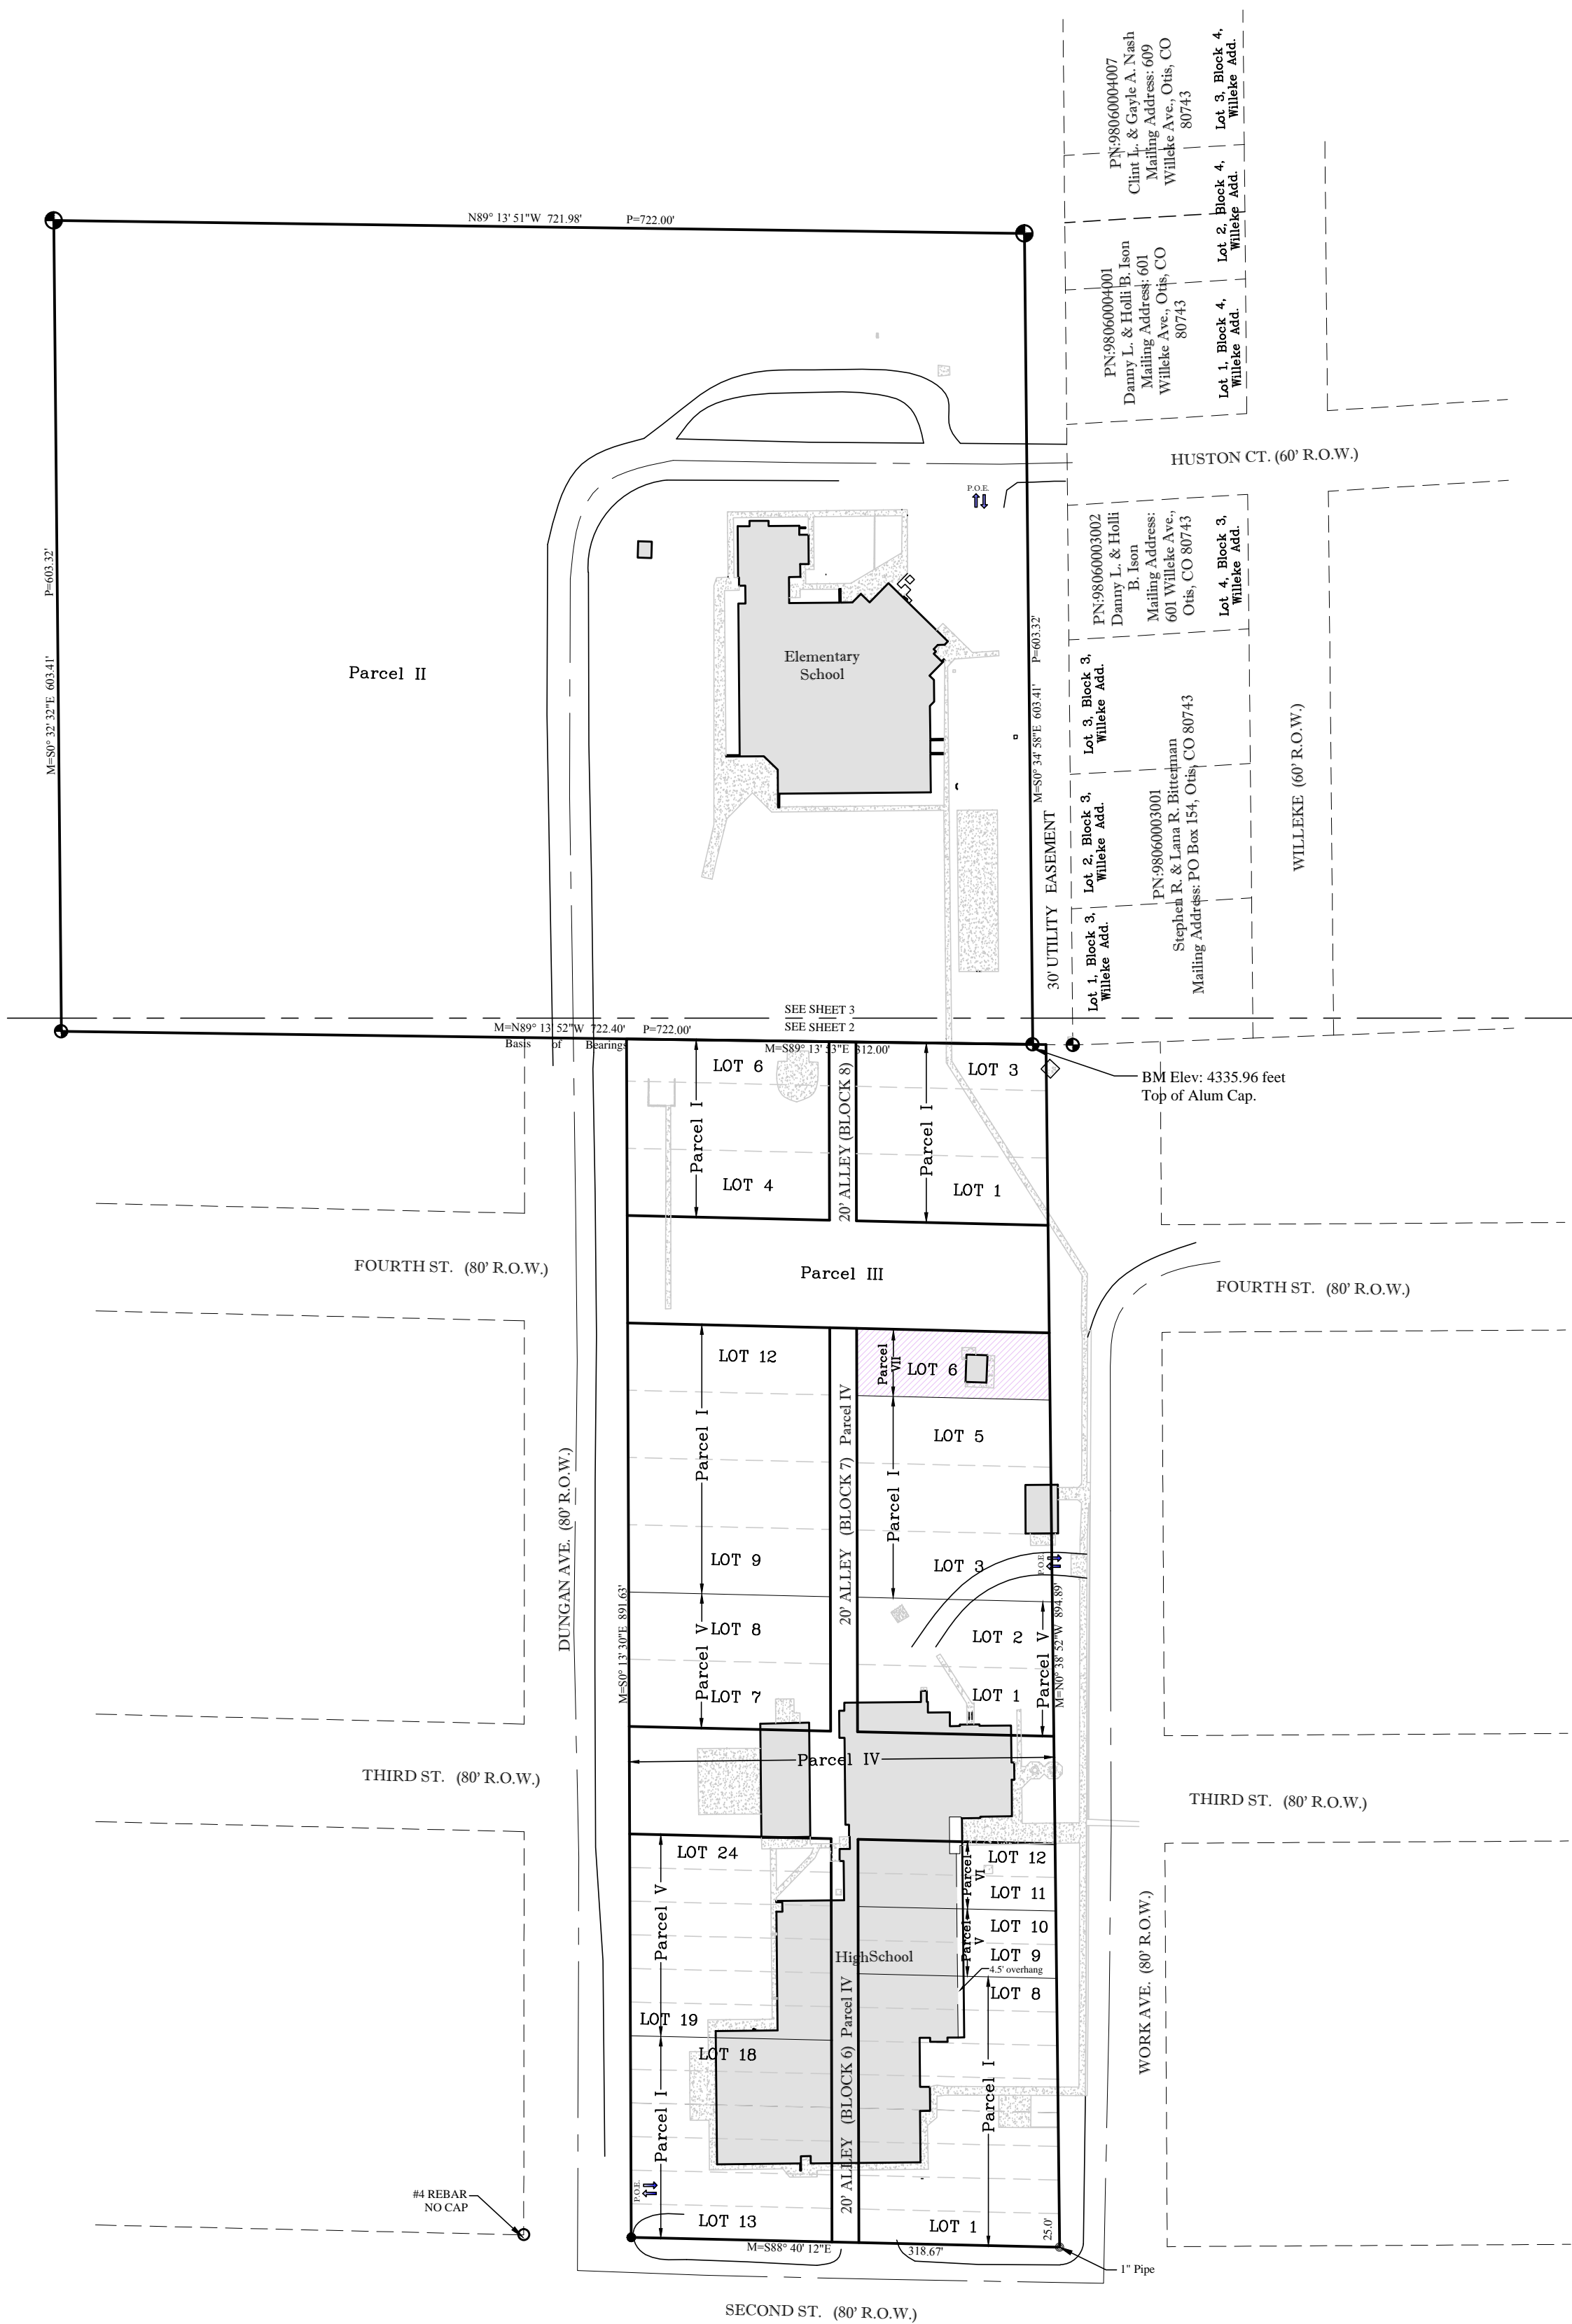 PN:98060004007
Clint L. & Gayle A. Nash
Mailing Address: 609
Willeke Ave., Otis, CO
80743
Lot 3, Block 4,
Willeke Add.
Lot 2, Block 4,
Willeke Add.
PN:98060004001
Danny L. & Holli B. Ison
Mailing Address: 601
Willeke Ave., Otis, CO
80743
Lot 1, Block 4,
Willeke Add.
N89° 13' 51"W 721.98' P=722.00'
HUSTON CT. (60' R.O.W.)
P.O.E.
PN:98060003002
Danny L. & Holli
B. Ison
Mailing Address:
601 Willeke Ave.,
Otis, CO 80743
Lot 4, Block 3,
Willeke Add.
P=603.32'
M=S0° 32' 32"E 603.41'
Parcel II
Elementary
School
P=603.32'
M=S0° 34' 58"E 603.41'
Lot 3, Block 3,
Willeke Add.
Lot 2, Block 3,
Willeke Add.
PN:98060003001
Stephen R. & Lana R. Bitterman
Mailing Address: PO Box 154, Otis, CO 80743
Lot 1, Block 3,
Willeke Add.
WILLEKE (60' R.O.W.)
30' UTILITY EASEMENT
SEE SHEET 3
SEE SHEET 2
M=N89° 13' 52"W 722.40' P=722.00'
Basis of Bearings
M=S89° 13' 53"E 312.00'
LOT 6
LOT 3
BM Elev: 4335.96 feet
Top of Alum Cap.
Parcel I
20' ALLEY (BLOCK 8)
Parcel I
LOT 4
LOT 1
FOURTH ST. (80' R.O.W.)
Parcel III
FOURTH ST. (80' R.O.W.)
LOT 12
Parcel
VII
LOT 6
Parcel I
20' ALLEY (BLOCK 7) Parcel IV
LOT 5
Parcel I
DUNGAN AVE. (80' R.O.W.)
LOT 9
LOT 3
P.O.E.
M=S0° 13' 30"E 891.63'
M=N0° 38' 52"W 894.89'
LOT 8
LOT 2
Parcel V
Parcel V
LOT 7
LOT 1
Parcel IV
THIRD ST. (80' R.O.W.)
THIRD ST. (80' R.O.W.)
LOT 24
LOT 12
Parcel
VI
LOT 11
Parcel V
LOT 10
Parcel
V
LOT 9
4.5' overhang
HighSchool
LOT 8
LOT 19
LOT 18
20' ALLEY (BLOCK 6) Parcel IV
WORK AVE. (80' R.O.W.)
Parcel I
Parcel I
#4 REBAR
NO CAP
P.O.E.
LOT 13
LOT 1
25.0'
M=S88° 40' 12"E 318.67'
1" Pipe
SECOND ST. (80' R.O.W.)